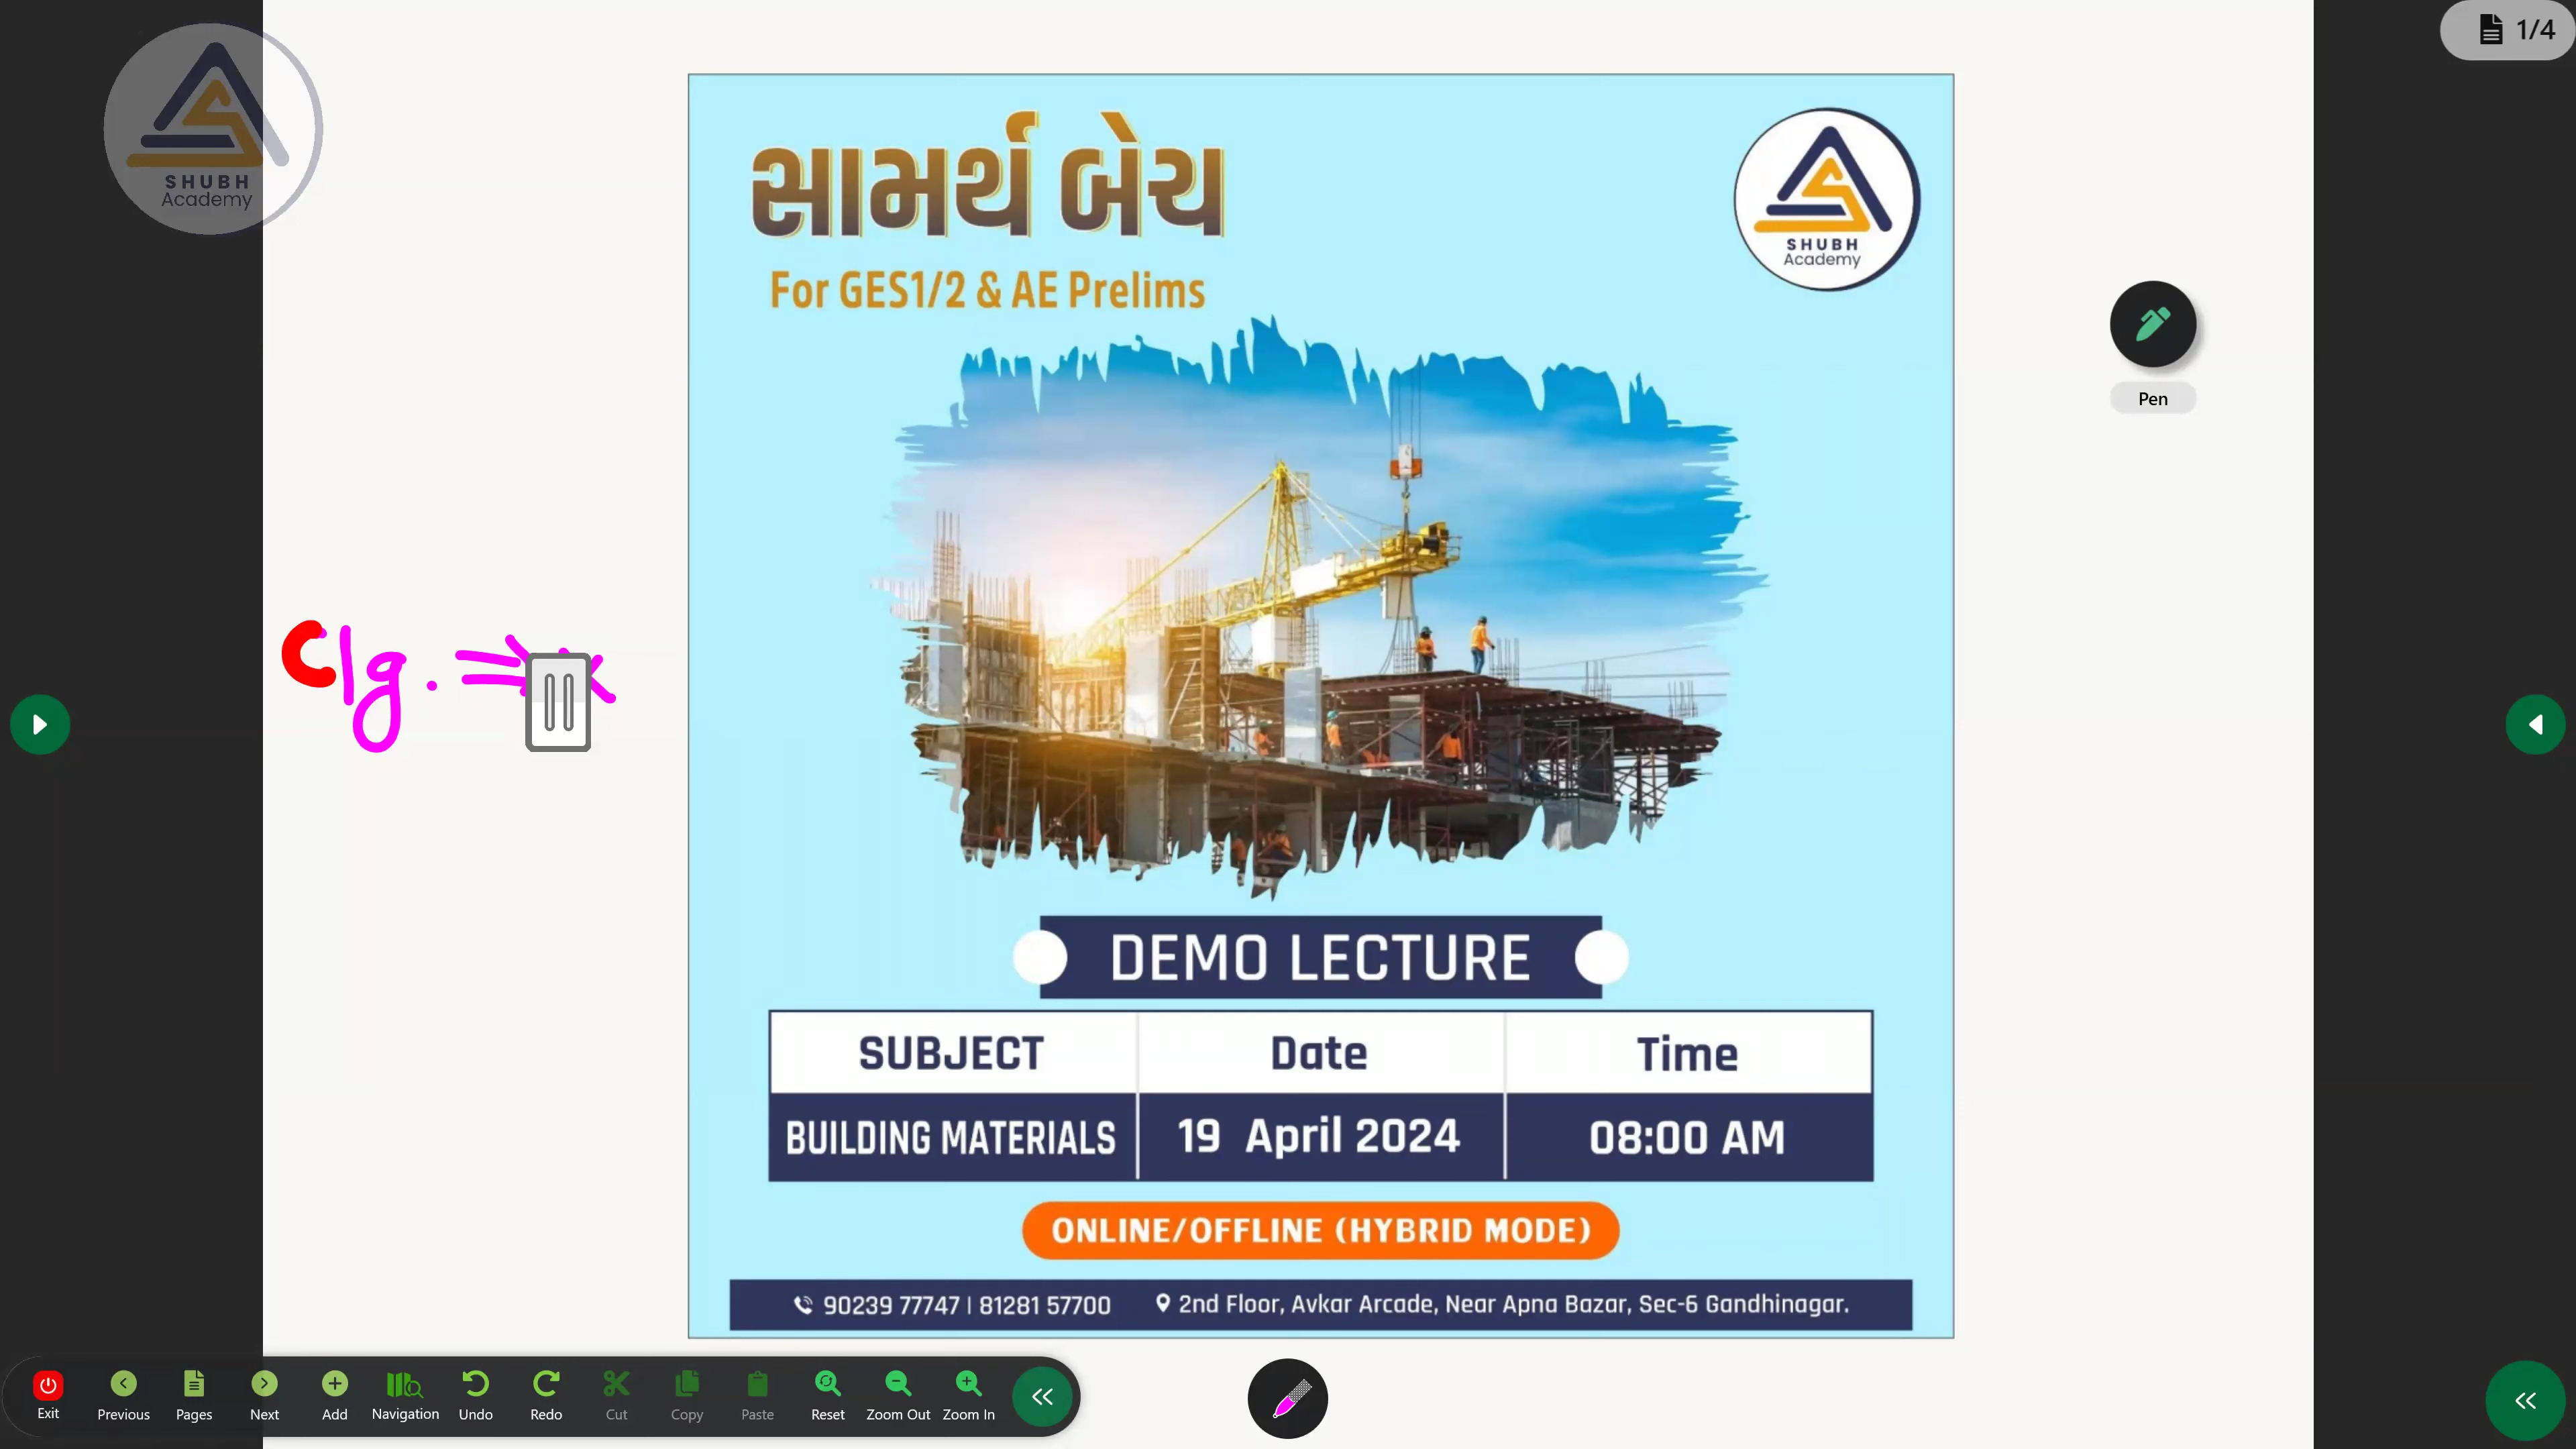 1/4
SHUBH
Academy
સામર્થ બેચ
For GES1/2 & AE Prelims
SHUBH
Academy
Pen
Clg. ⇒
DEMO LECTURE
SUBJECT Date Time
BUILDING MATERIALS 19 April 2024 08:00 AM
ONLINE/OFFLINE (HYBRID MODE)
90239 77747 | 81281 57700 2nd Floor, Avkar Arcade, Near Apna Bazar, Sec-6 Gandhinagar.
Exit Previous Pages Next Add Navigation Undo Redo Cut Copy Paste Reset Zoom Out Zoom In